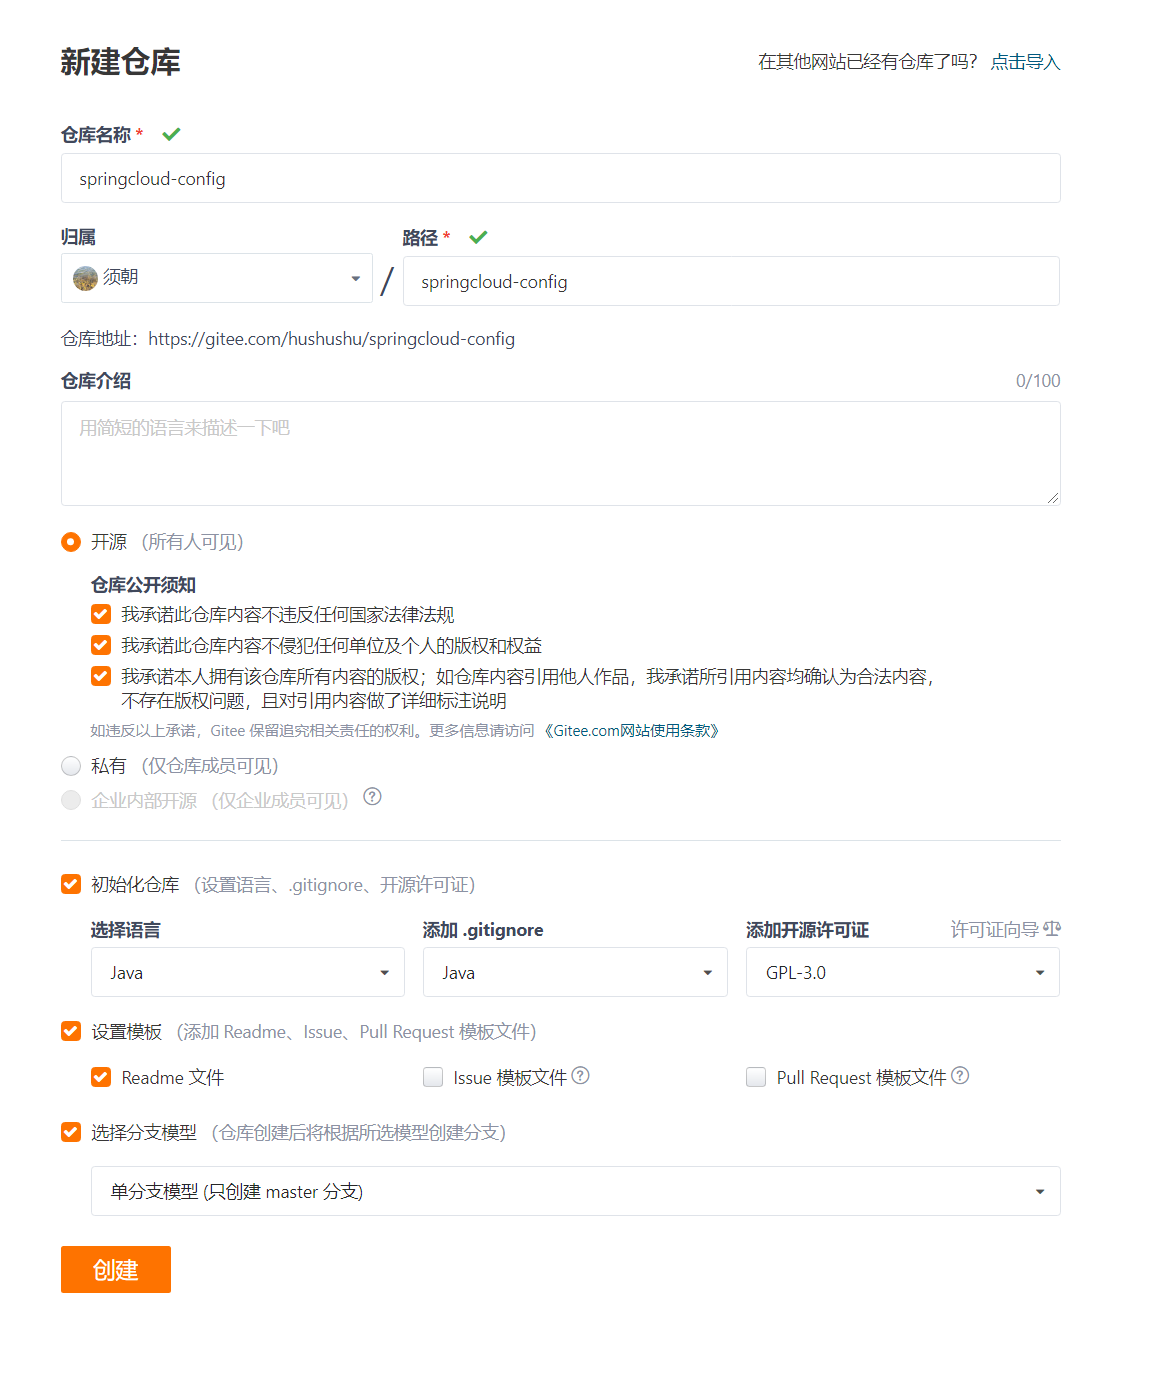 新建仓库
在其他网站已经有仓库了吗？ 点击导入
仓库名称 *
springcloud-config
归属
路径 *
须朝
/
springcloud-config
仓库地址：https://gitee.com/hushushu/springcloud-config
仓库介绍
0/100
用简短的语言来描述一下吧
开源 （所有人可见）
仓库公开须知
我承诺此仓库内容不违反任何国家法律法规
我承诺此仓库内容不侵犯任何单位及个人的版权和权益
我承诺本人拥有该仓库所有内容的版权；如仓库内容引用他人作品，我承诺所引用内容均确认为合法内容，
不存在版权问题，且对引用内容做了详细标注说明
如违反以上承诺，Gitee 保留追究相关责任的权利。更多信息请访问 《Gitee.com网站使用条款》
私有 （仅仓库成员可见）
企业内部开源 （仅企业成员可见） ?
初始化仓库 （设置语言、.gitignore、开源许可证）
选择语言
添加 .gitignore
添加开源许可证
许可证向导
Java
Java
GPL-3.0
设置模板 （添加 Readme、Issue、Pull Request 模板文件）
Readme 文件
Issue 模板文件 ?
Pull Request 模板文件 ?
选择分支模型 （仓库创建后将根据所选模型创建分支）
单分支模型 (只创建 master 分支)
创建